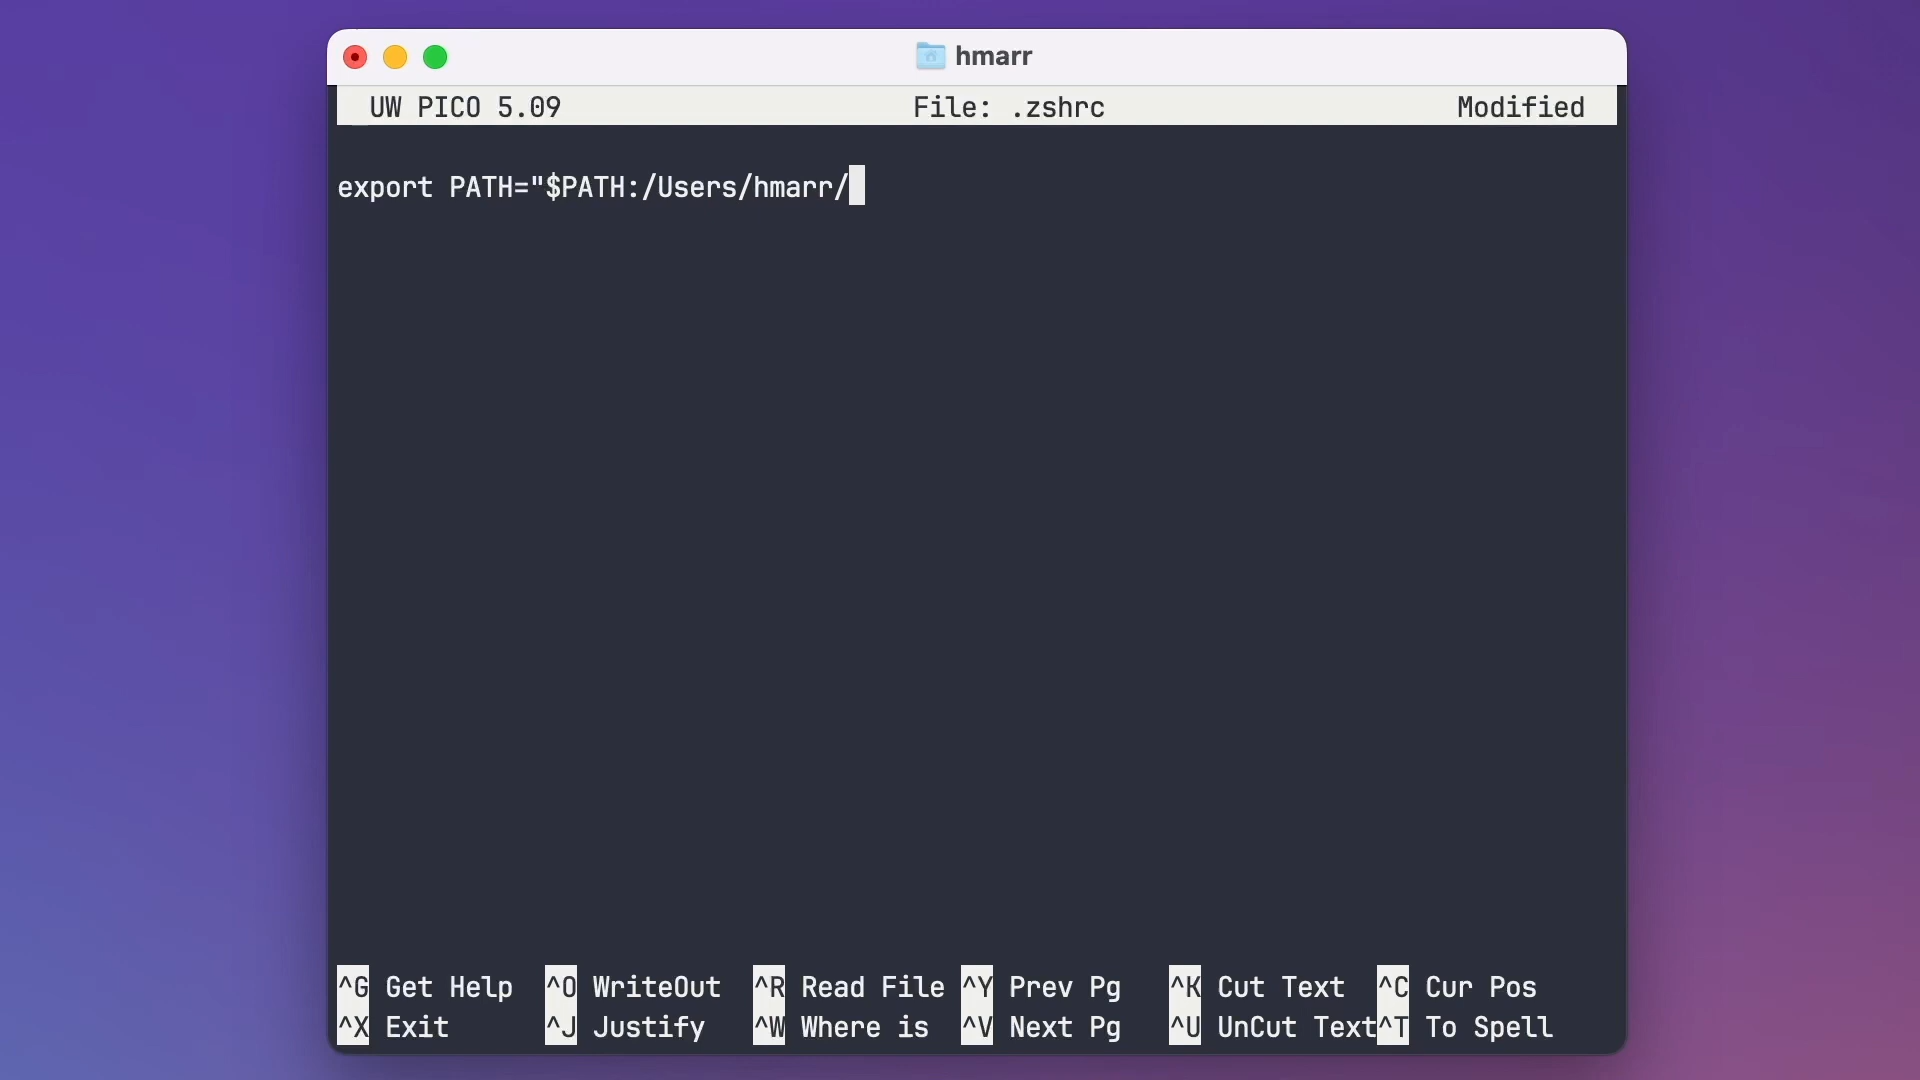 hmarr
UW PICO 5.09 File: .zshrc Modified
export PATH="$PATH:/Users/hmarr/
^G Get Help ^O WriteOut ^R Read File ^Y Prev Pg ^K Cut Text ^C Cur Pos
^X Exit ^J Justify ^W Where is ^V Next Pg ^U UnCut Text ^T To Spell